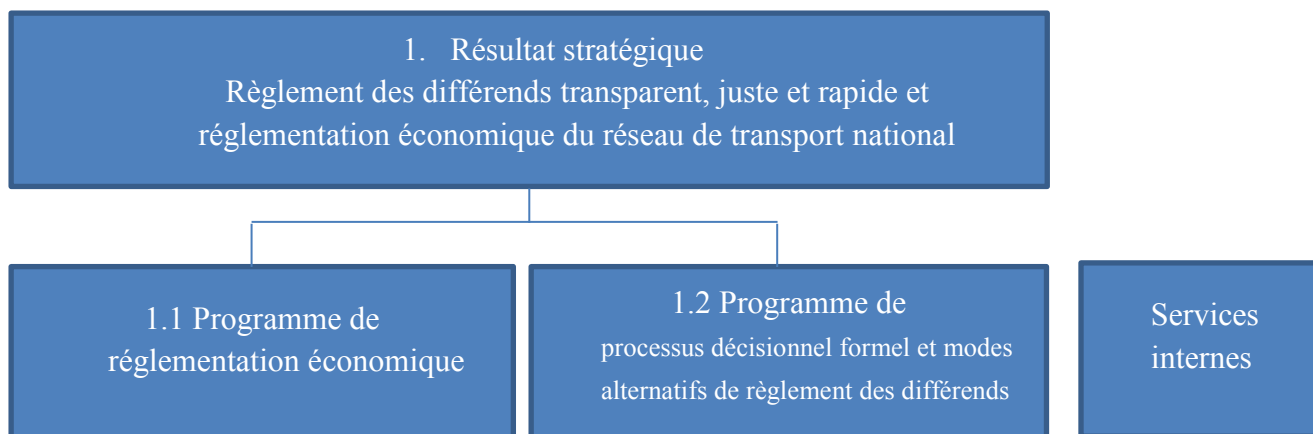 1. Résultat stratégique
Règlement des différends transparent, juste et rapide et
réglementation économique du réseau de transport national
1.1 Programme de
réglementation économique
1.2 Programme de
processus décisionnel formel et modes
alternatifs de règlement des différends
Services
internes